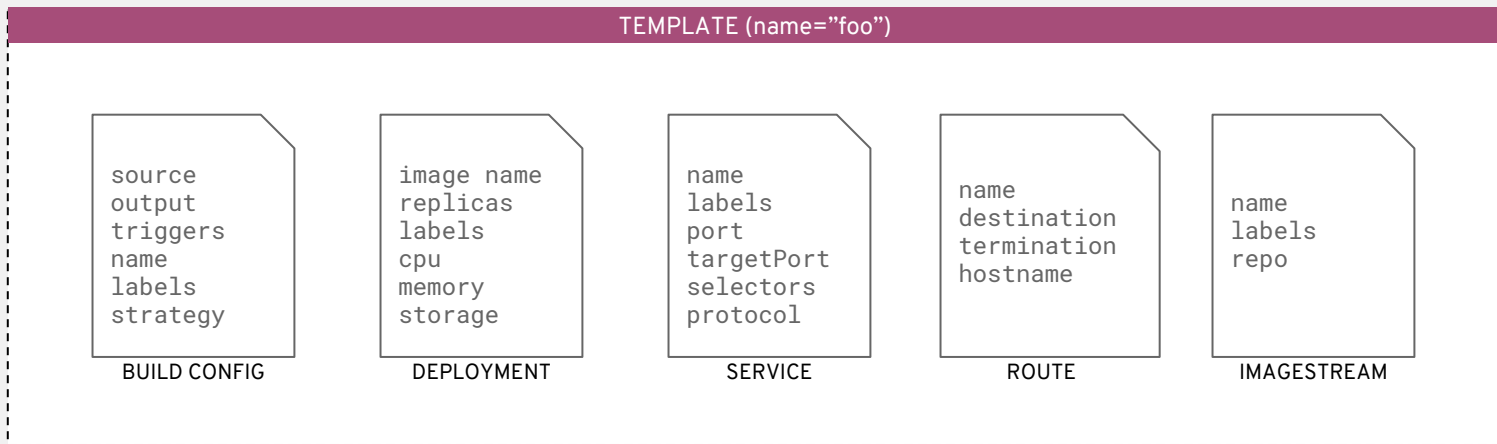 TEMPLATE (name=”foo”)
source
output
triggers
name
labels
strategy
BUILD CONFIG
image name
replicas
labels
cpu
memory
storage
DEPLOYMENT
name
labels
port
targetPort
selectors
protocol
SERVICE
name
destination
termination
hostname
ROUTE
name
labels
repo
IMAGESTREAM